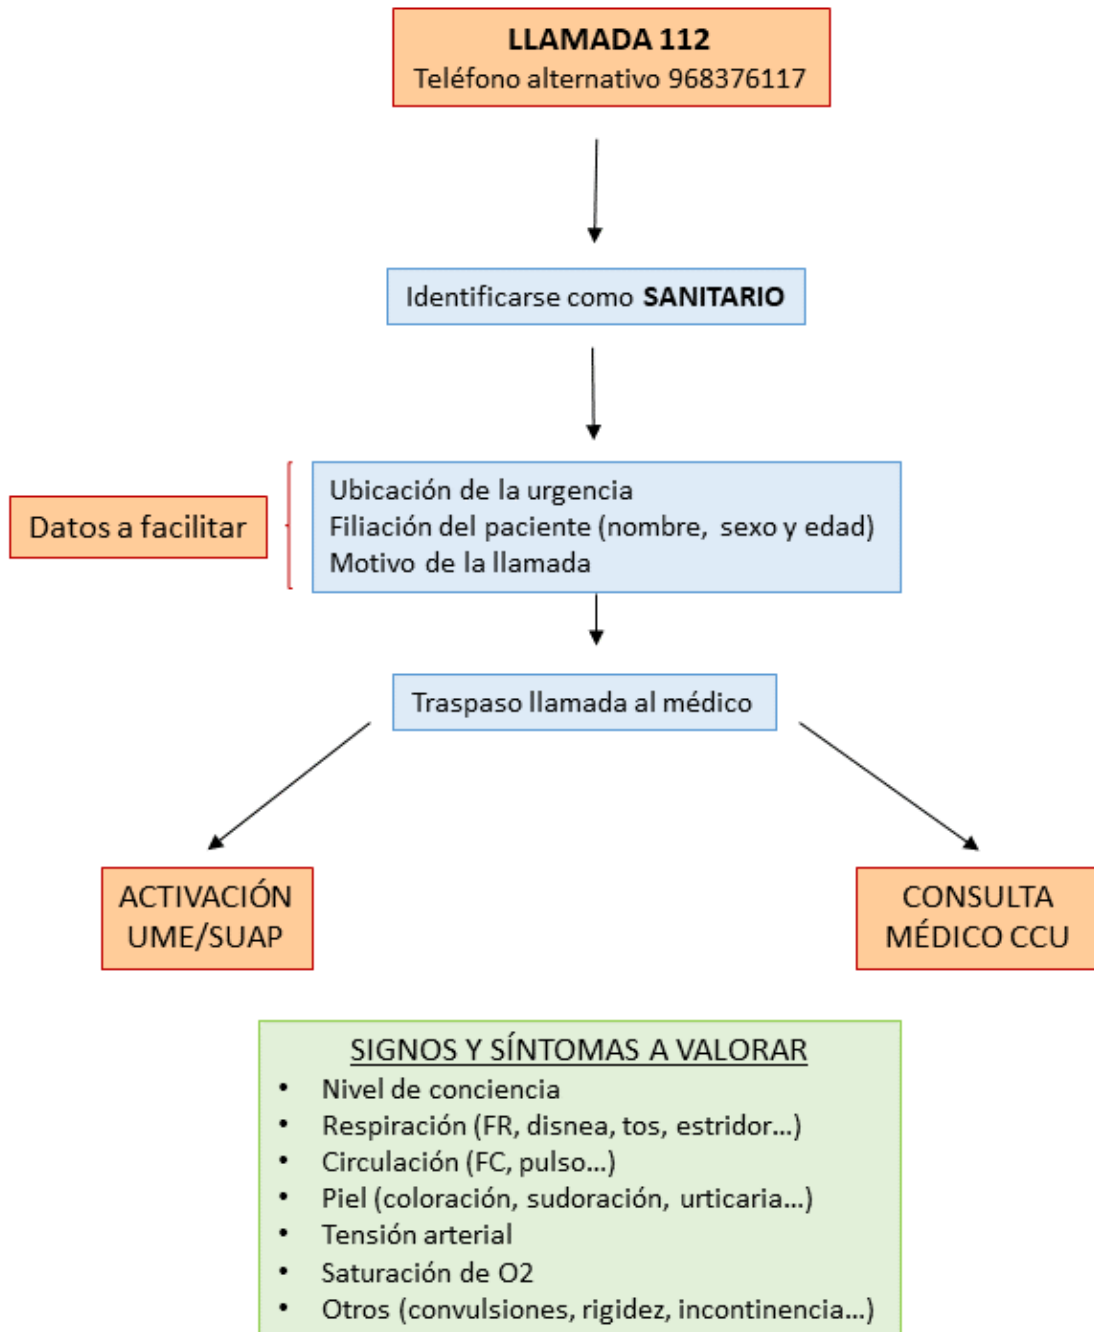 LLAMADA 112
Teléfono alternativo 968376117
Identificarse como SANITARIO
Datos a facilitar
Ubicación de la urgencia
Filiación del paciente (nombre, sexo y edad)
Motivo de la llamada
Traspaso llamada al médico
ACTIVACIÓN
UME/SUAP
CONSULTA
MÉDICO CCU
SIGNOS Y SÍNTOMAS A VALORAR
• Nivel de conciencia
• Respiración (FR, disnea, tos, estridor...)
• Circulación (FC, pulso...)
• Piel (coloración, sudoración, urticaria...)
• Tensión arterial
• Saturación de O2
• Otros (convulsiones, rigidez, incontinencia...)